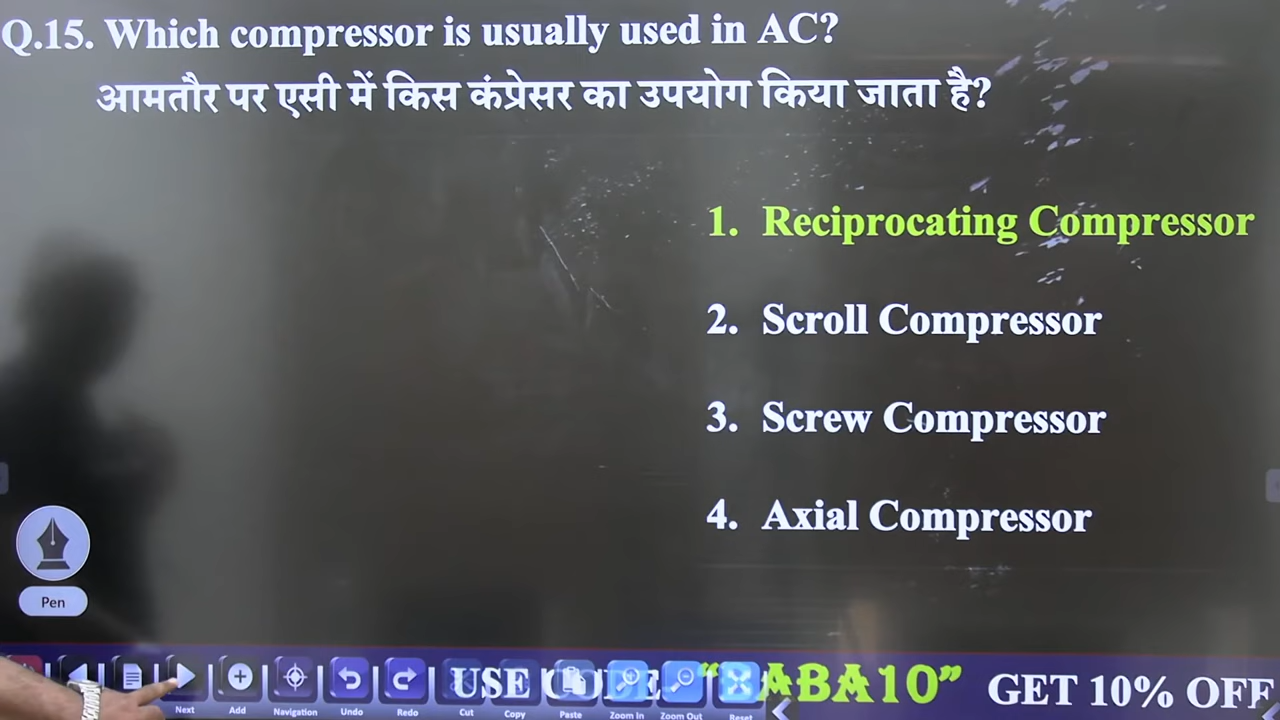 Q.15. Which compressor is usually used in AC?
आमतौर पर एसी में किस कंप्रेसर का उपयोग किया जाता है?
1. Reciprocating Compressor
2. Scroll Compressor
3. Screw Compressor
4. Axial Compressor
Pen
USE CODE "BABA10" GET 10% OFF
Next Add Navigation Undo Redo Cut Copy Paste Zoom In Zoom Out Reset